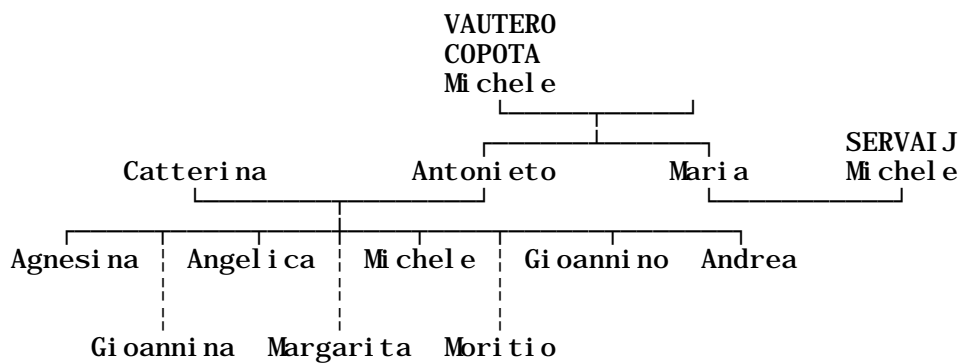 VAUTERO
COPOTA
Michele
SERVAIJ
Catterina Antonieto Maria Michele
Agnesina Angelica Michele Gioannino Andrea
Gioannina Margarita Moritio